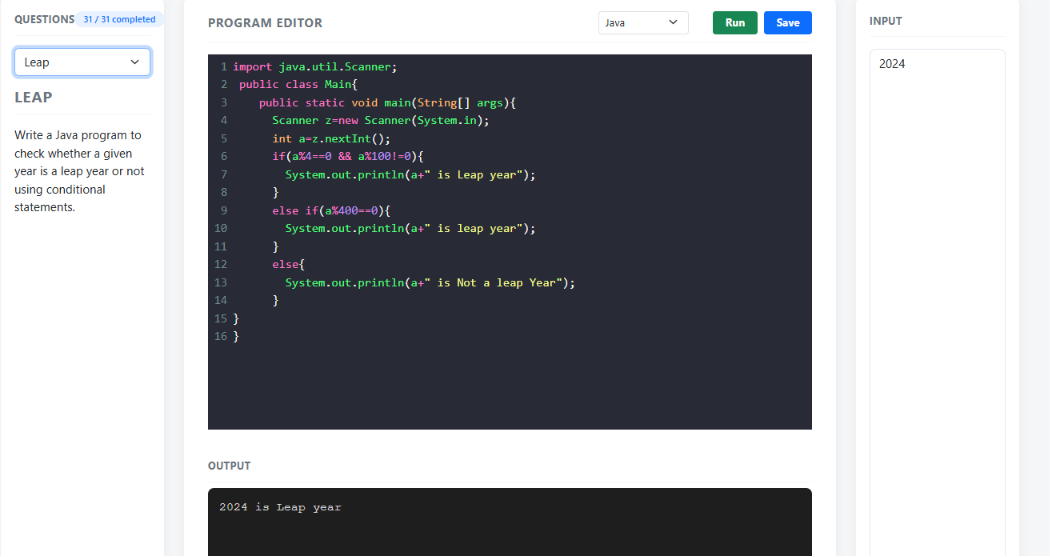 QUESTIONS 31 / 31 completed
Leap
LEAP
Write a Java program to
check whether a given
year is a leap year or not
using conditional
statements.
PROGRAM EDITOR Java Run Save
1 import java.util.Scanner;
2 public class Main{
3 public static void main(String[] args){
4 Scanner z=new Scanner(System.in);
5 int a=z.nextInt();
6 if(a%4==0 && a%100!=0){
7 System.out.println(a+" is Leap year");
8 }
9 else if(a%400==0){
10 System.out.println(a+" is leap year");
11 }
12 else{
13 System.out.println(a+" is Not a leap Year");
14 }
15 }
16 }
OUTPUT
2024 is Leap year
INPUT
2024